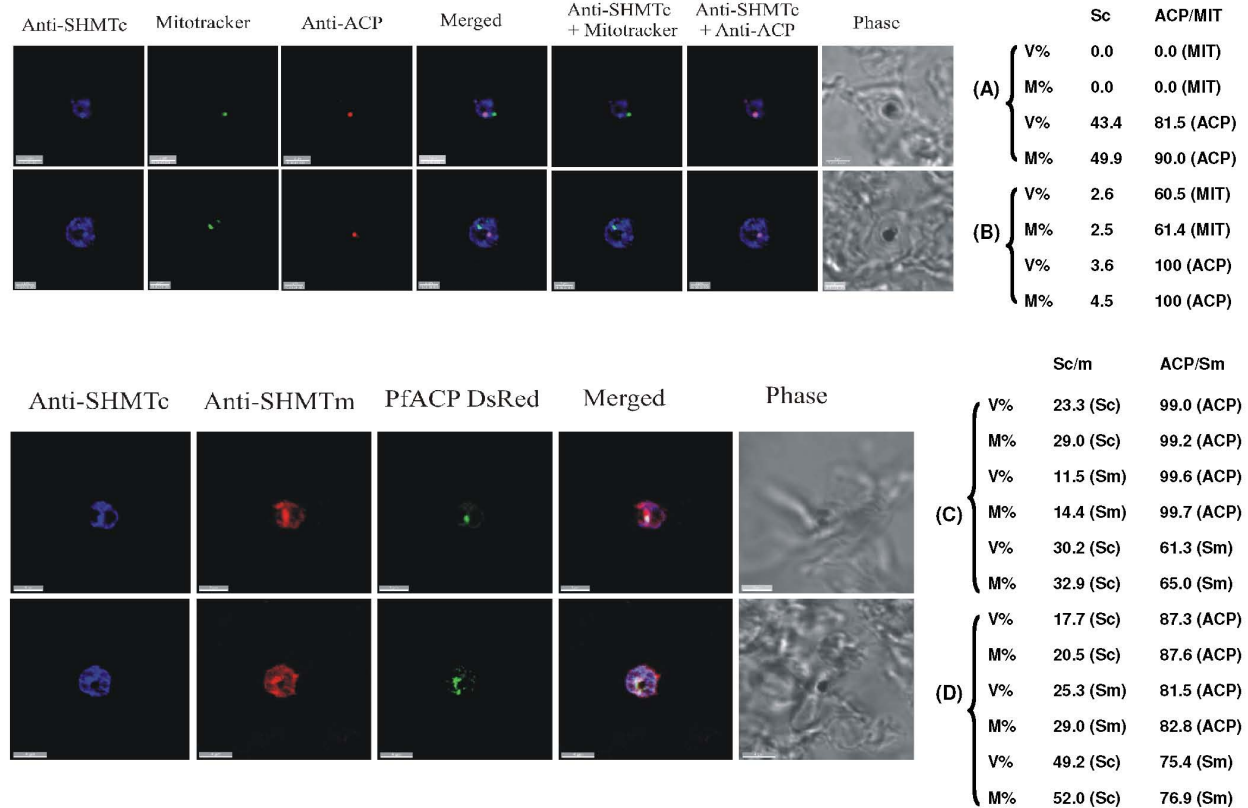 Anti-SHMTc Mitotracker Anti-ACP Merged Anti-SHMTc + Mitotracker Anti-SHMTc + Anti-ACP Phase
Sc ACP/MIT
(A)
V% 0.0 0.0 (MIT)
M% 0.0 0.0 (MIT)
V% 43.4 81.5 (ACP)
M% 49.9 90.0 (ACP)
(B)
V% 2.6 60.5 (MIT)
M% 2.5 61.4 (MIT)
V% 3.6 100 (ACP)
M% 4.5 100 (ACP)
Anti-SHMTc Anti-SHMTm PfACP DsRed Merged Phase
Sc/m ACP/Sm
(C)
V% 23.3 (Sc) 99.0 (ACP)
M% 29.0 (Sc) 99.2 (ACP)
V% 11.5 (Sm) 99.6 (ACP)
M% 14.4 (Sm) 99.7 (ACP)
V% 30.2 (Sc) 61.3 (Sm)
M% 32.9 (Sc) 65.0 (Sm)
(D)
V% 17.7 (Sc) 87.3 (ACP)
M% 20.5 (Sc) 87.6 (ACP)
V% 25.3 (Sm) 81.5 (ACP)
M% 29.0 (Sm) 82.8 (ACP)
V% 49.2 (Sc) 75.4 (Sm)
M% 52.0 (Sc) 76.9 (Sm)